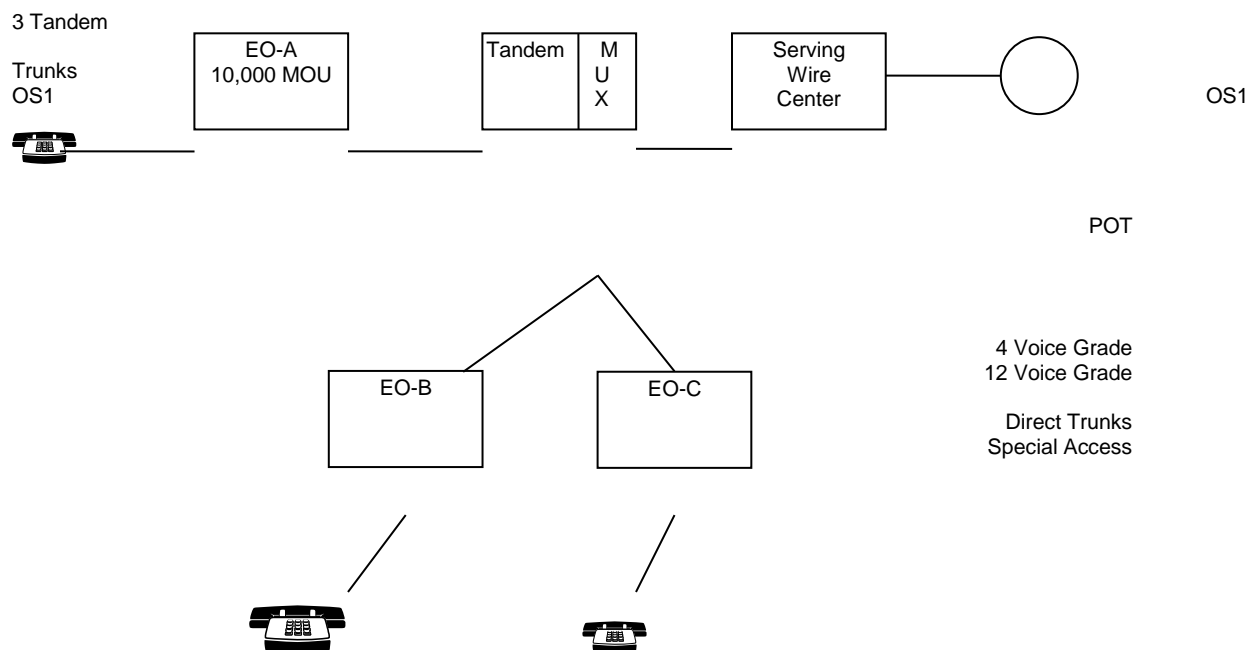 3 Tandem
EO-A
10,000 MOU
Tandem
M
U
X
Serving
Wire
Center
Trunks
OS1
OS1
POT
4 Voice Grade
12 Voice Grade
EO-B
EO-C
Direct Trunks
Special Access